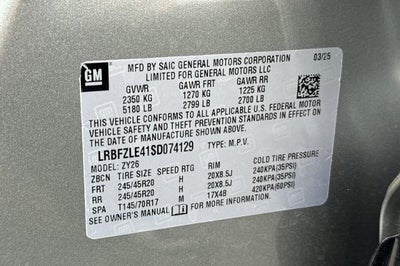 GM
MFD BY SAIC GENERAL MOTORS CORPORATION 03/25
LIMITED FOR GENERAL MOTORS LLC
GVWR GAWR FRT GAWR RR
2350 KG 1270 KG 1225 KG
5180 LB 2799 LB 2700 LB
THIS VEHICLE CONFORMS TO ALL APPLICABLE U.S. FEDERAL MOTOR
VEHICLE SAFETY, BUMPER, AND THEFT PREVENTION STANDARDS IN EFFECT ON
THE DATE OF MANUFACTURE SHOWN ABOVE.
LRBFZLE41SD074129 TYPE: M.P.V.
MODEL: ZY26
ZBCN TIRE SIZE SPEED RTG RIM COLD TIRE PRESSURE
FRT 245/45R20 H 20X8.5J 240KPA(35PSI)
RR 245/45R20 H 20X8.5J 240KPA(35PSI)
SPA T145/70R17 M 17X4B 420KPA(60PSI)
SEE OWNER'S MANUAL FOR ADDITIONAL INFORMATION.